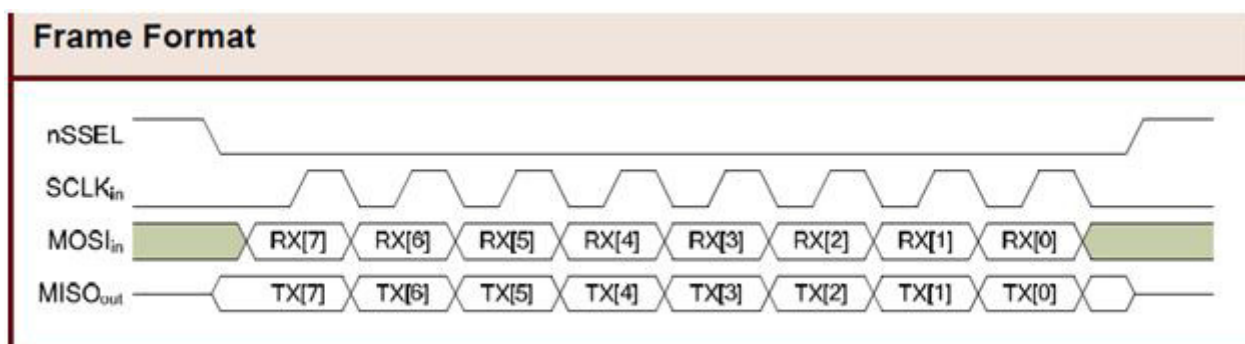 Frame Format
nSSEL
SCLKin
MOSIin RX[7] RX[6] RX[5] RX[4] RX[3] RX[2] RX[1] RX[0]
MISOout TX[7] TX[6] TX[5] TX[4] TX[3] TX[2] TX[1] TX[0]